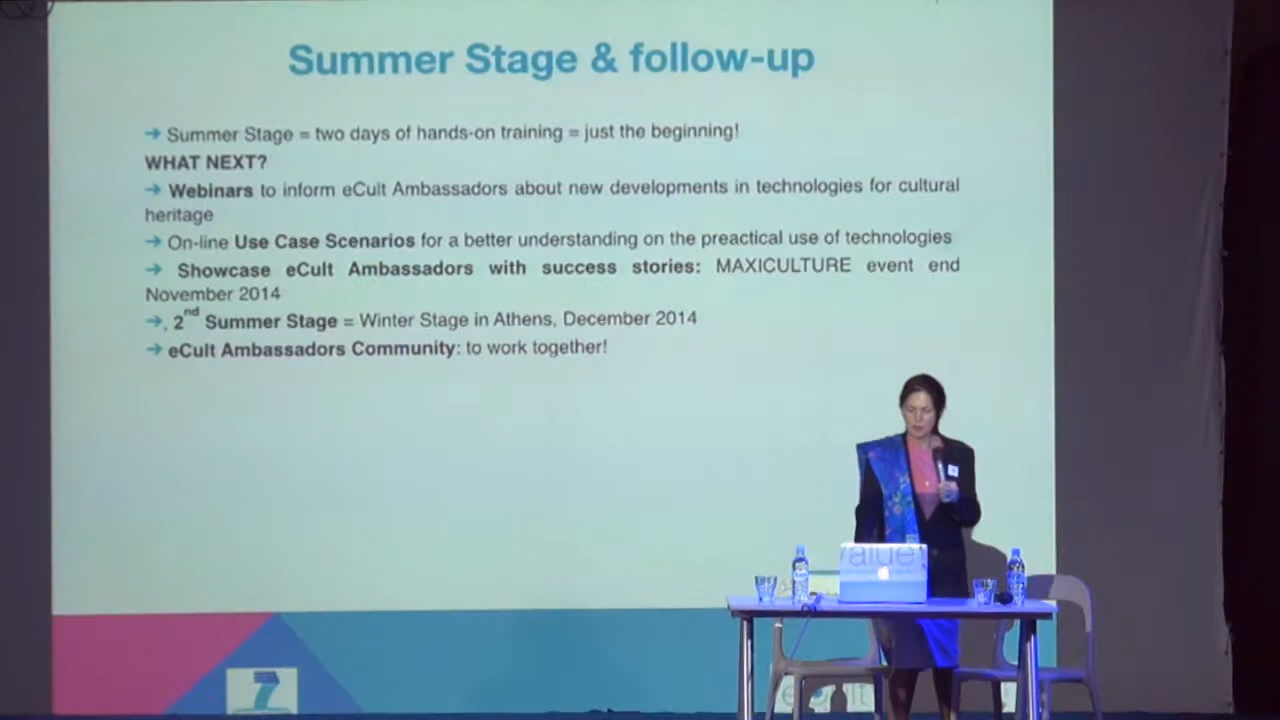 Summer Stage & follow-up
➔ Summer Stage = two days of hands-on training = just the beginning!
WHAT NEXT?
➔ Webinars to inform eCult Ambassadors about new developments in technologies for cultural
heritage
➔ On-line Use Case Scenarios for a better understanding on the preactical use of technologies
➔ Showcase eCult Ambassadors with success stories: MAXICULTURE event end
November 2014
➔, 2nd Summer Stage = Winter Stage in Athens, December 2014
➔ eCult Ambassadors Community: to work together!
alue
7